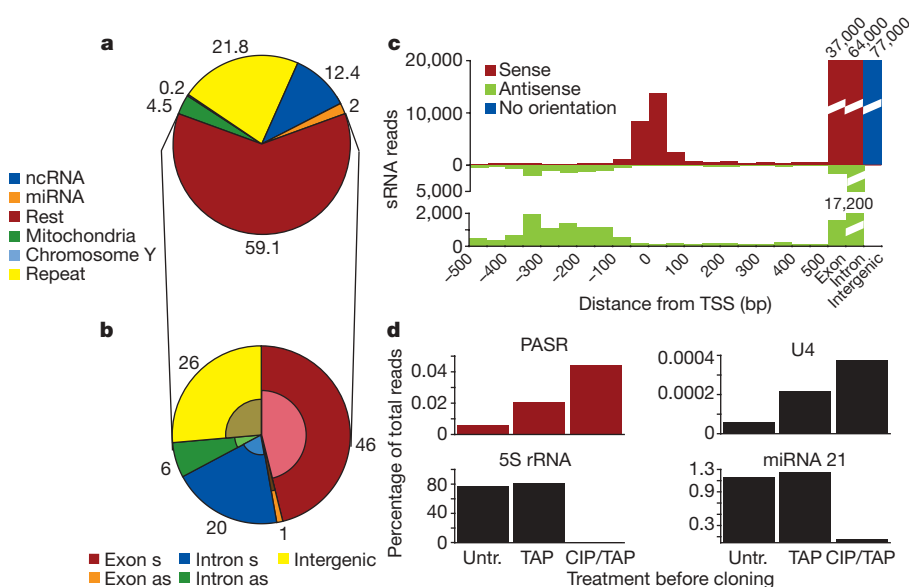 a
21.8
12.4
0.2
4.5
2
59.1
ncRNA
miRNA
Rest
Mitochondria
Chromosome Y
Repeat
b
26
46
6
20
1
Exon s
Intron s
Intergenic
Exon as
Intron as
c
37,000
64,000
77,000
20,000
10,000
0
5,000
2,000
0
sRNA reads
Sense
Antisense
No orientation
17,200
–500
–400
–300
–200
–100
0
100
200
300
400
500
Exon
Intron
Intergenic
Distance from TSS (bp)
d
Percentage of total reads
PASR
0.04
0.02
0
U4
0.0004
0.0002
0
5S rRNA
80
40
0
Untr.
TAP
CIP/TAP
miRNA 21
1.3
0.9
0.3
Untr.
TAP
CIP/TAP
Treatment before cloning